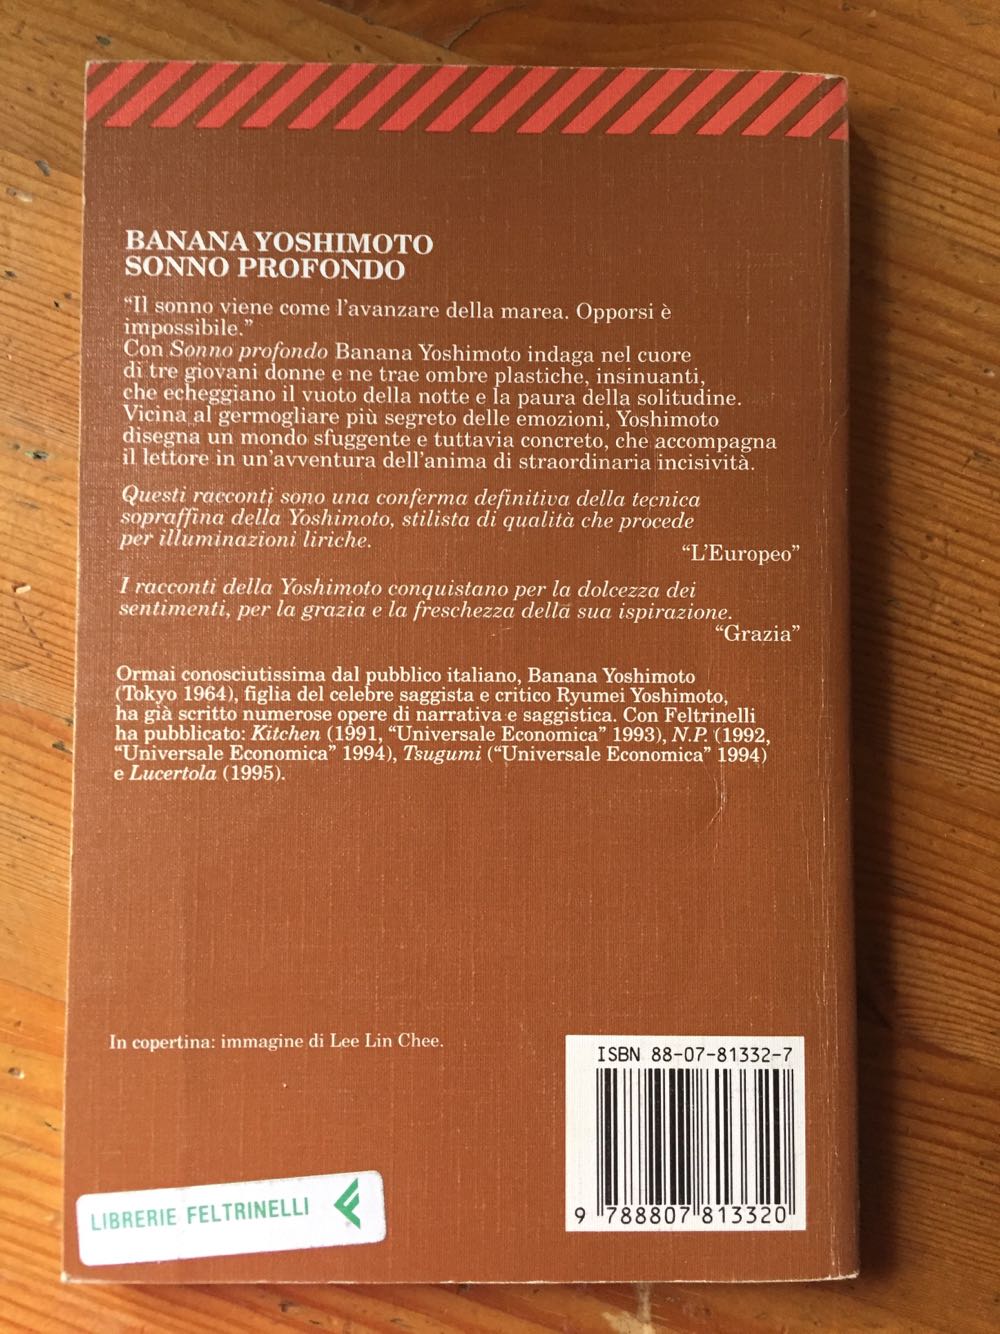 BANANA YOSHIMOTO
SONNO PROFONDO
“Il sonno viene come l’avanzare della marea. Opporsi è
impossibile.”
Con Sonno profondo Banana Yoshimoto indaga nel cuore
di tre giovani donne e ne trae ombre plastiche, insinuanti,
che echeggiano il vuoto della notte e la paura della solitudine.
Vicina al germogliare più segreto delle emozioni, Yoshimoto
disegna un mondo sfuggente e tuttavia concreto, che accompagna
il lettore in un’avventura dell’anima di straordinaria incisività.
Questi racconti sono una conferma definitiva della tecnica
sopraffina della Yoshimoto, stilista di qualità che procede
per illuminazioni liriche.
“L’Europeo”
I racconti della Yoshimoto conquistano per la dolcezza dei
sentimenti, per la grazia e la freschezza della sua ispirazione.
“Grazia”
Ormai conosciutissima dal pubblico italiano, Banana Yoshimoto
(Tokyo 1964), figlia del celebre saggista e critico Ryumei Yoshimoto,
ha già scritto numerose opere di narrativa e saggistica. Con Feltrinelli
ha pubblicato: Kitchen (1991, “Universale Economica” 1993), N.P. (1992,
“Universale Economica” 1994), Tsugumi (“Universale Economica” 1994)
e Lucertola (1995).
In copertina: immagine di Lee Lin Chee.
ISBN 88-07-81332-7
9 788807 813320
LIBRERIE FELTRINELLI